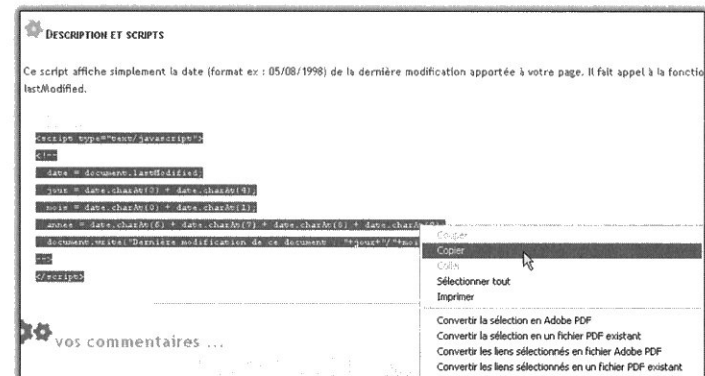 DESCRIPTION ET SCRIPTS
Ce script affiche simplement la date (format ex : 05/08/1998) de la dernière modification apportée à votre page. Il fait appel à la fonctio
lastModified.
<script type="text/javascript">
<!--
date = document.lastModified;
jour = date.charAt(3) + date.charAt(4);
mois = date.charAt(0) + date.charAt(1);
annee = date.charAt(6) + date.charAt(7) + date.charAt(8) + date.charAt(9);
document.write("Dernière modification de ce document : "+jour+"/"+moi
-->
</script>
Couper
Copier
Coller
Sélectionner tout
Imprimer
Convertir la sélection en Adobe PDF
Convertir la sélection en un fichier PDF existant
Convertir les liens sélectionnés en fichier Adobe PDF
Convertir les liens sélectionnés en un fichier PDF existant
vos commentaires ...